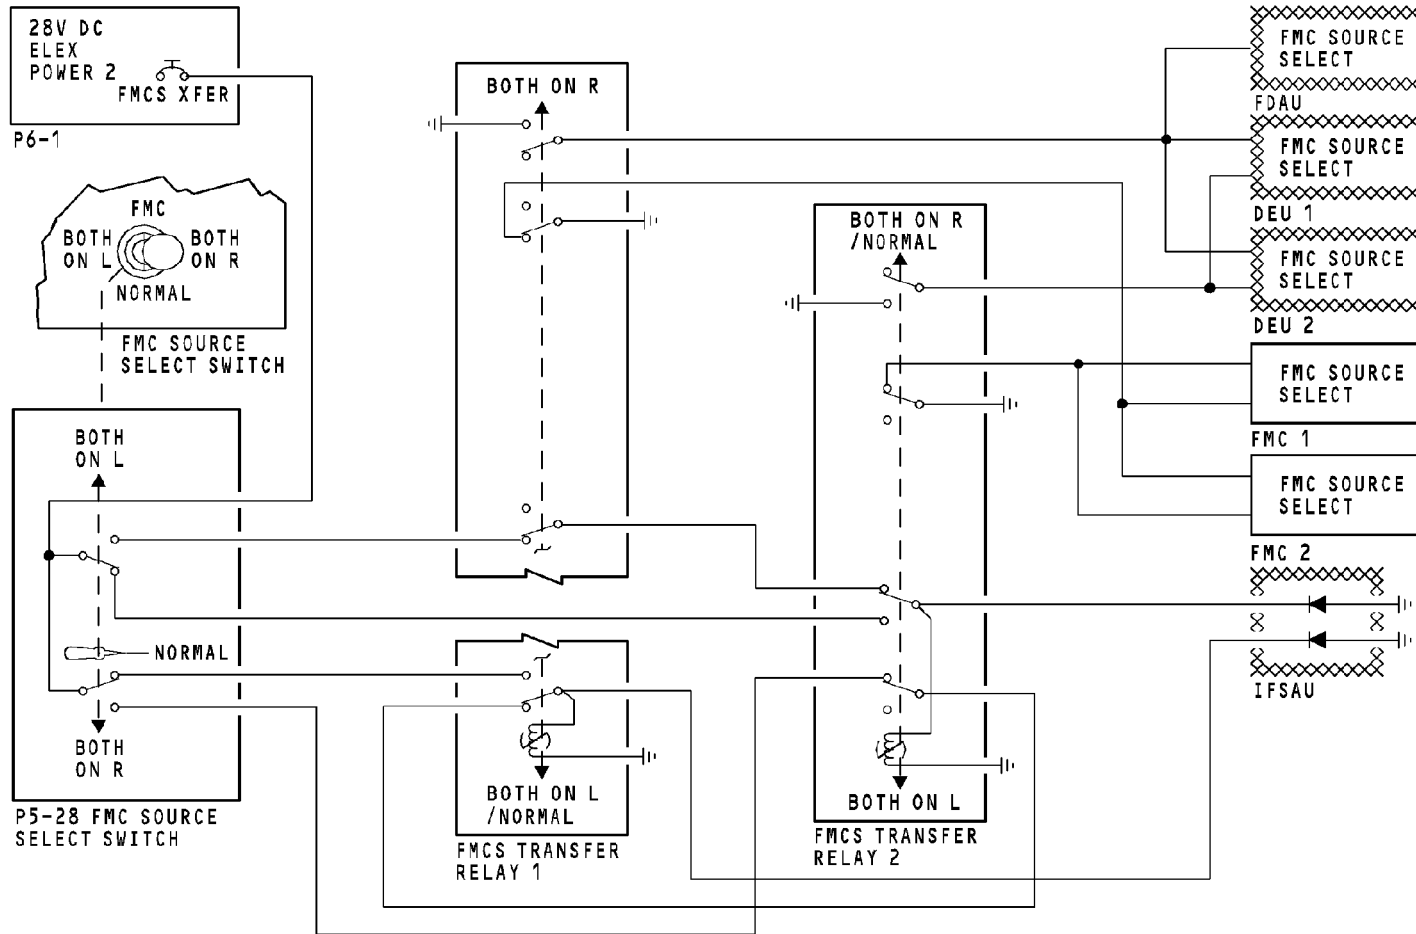 28V DC
ELEX
POWER 2
FMCS XFER
P6-1
FMC
BOTH
ON L
BOTH
ON R
NORMAL
FMC SOURCE
SELECT SWITCH
BOTH
ON L
NORMAL
BOTH
ON R
P5-28 FMC SOURCE
SELECT SWITCH
BOTH ON R
BOTH ON L
/NORMAL
FMCS TRANSFER
RELAY 1
BOTH ON R
/NORMAL
BOTH ON L
FMCS TRANSFER
RELAY 2
FMC SOURCE
SELECT
FDAU
FMC SOURCE
SELECT
DEU 1
FMC SOURCE
SELECT
DEU 2
FMC SOURCE
SELECT
FMC 1
FMC SOURCE
SELECT
FMC 2
IFSAU